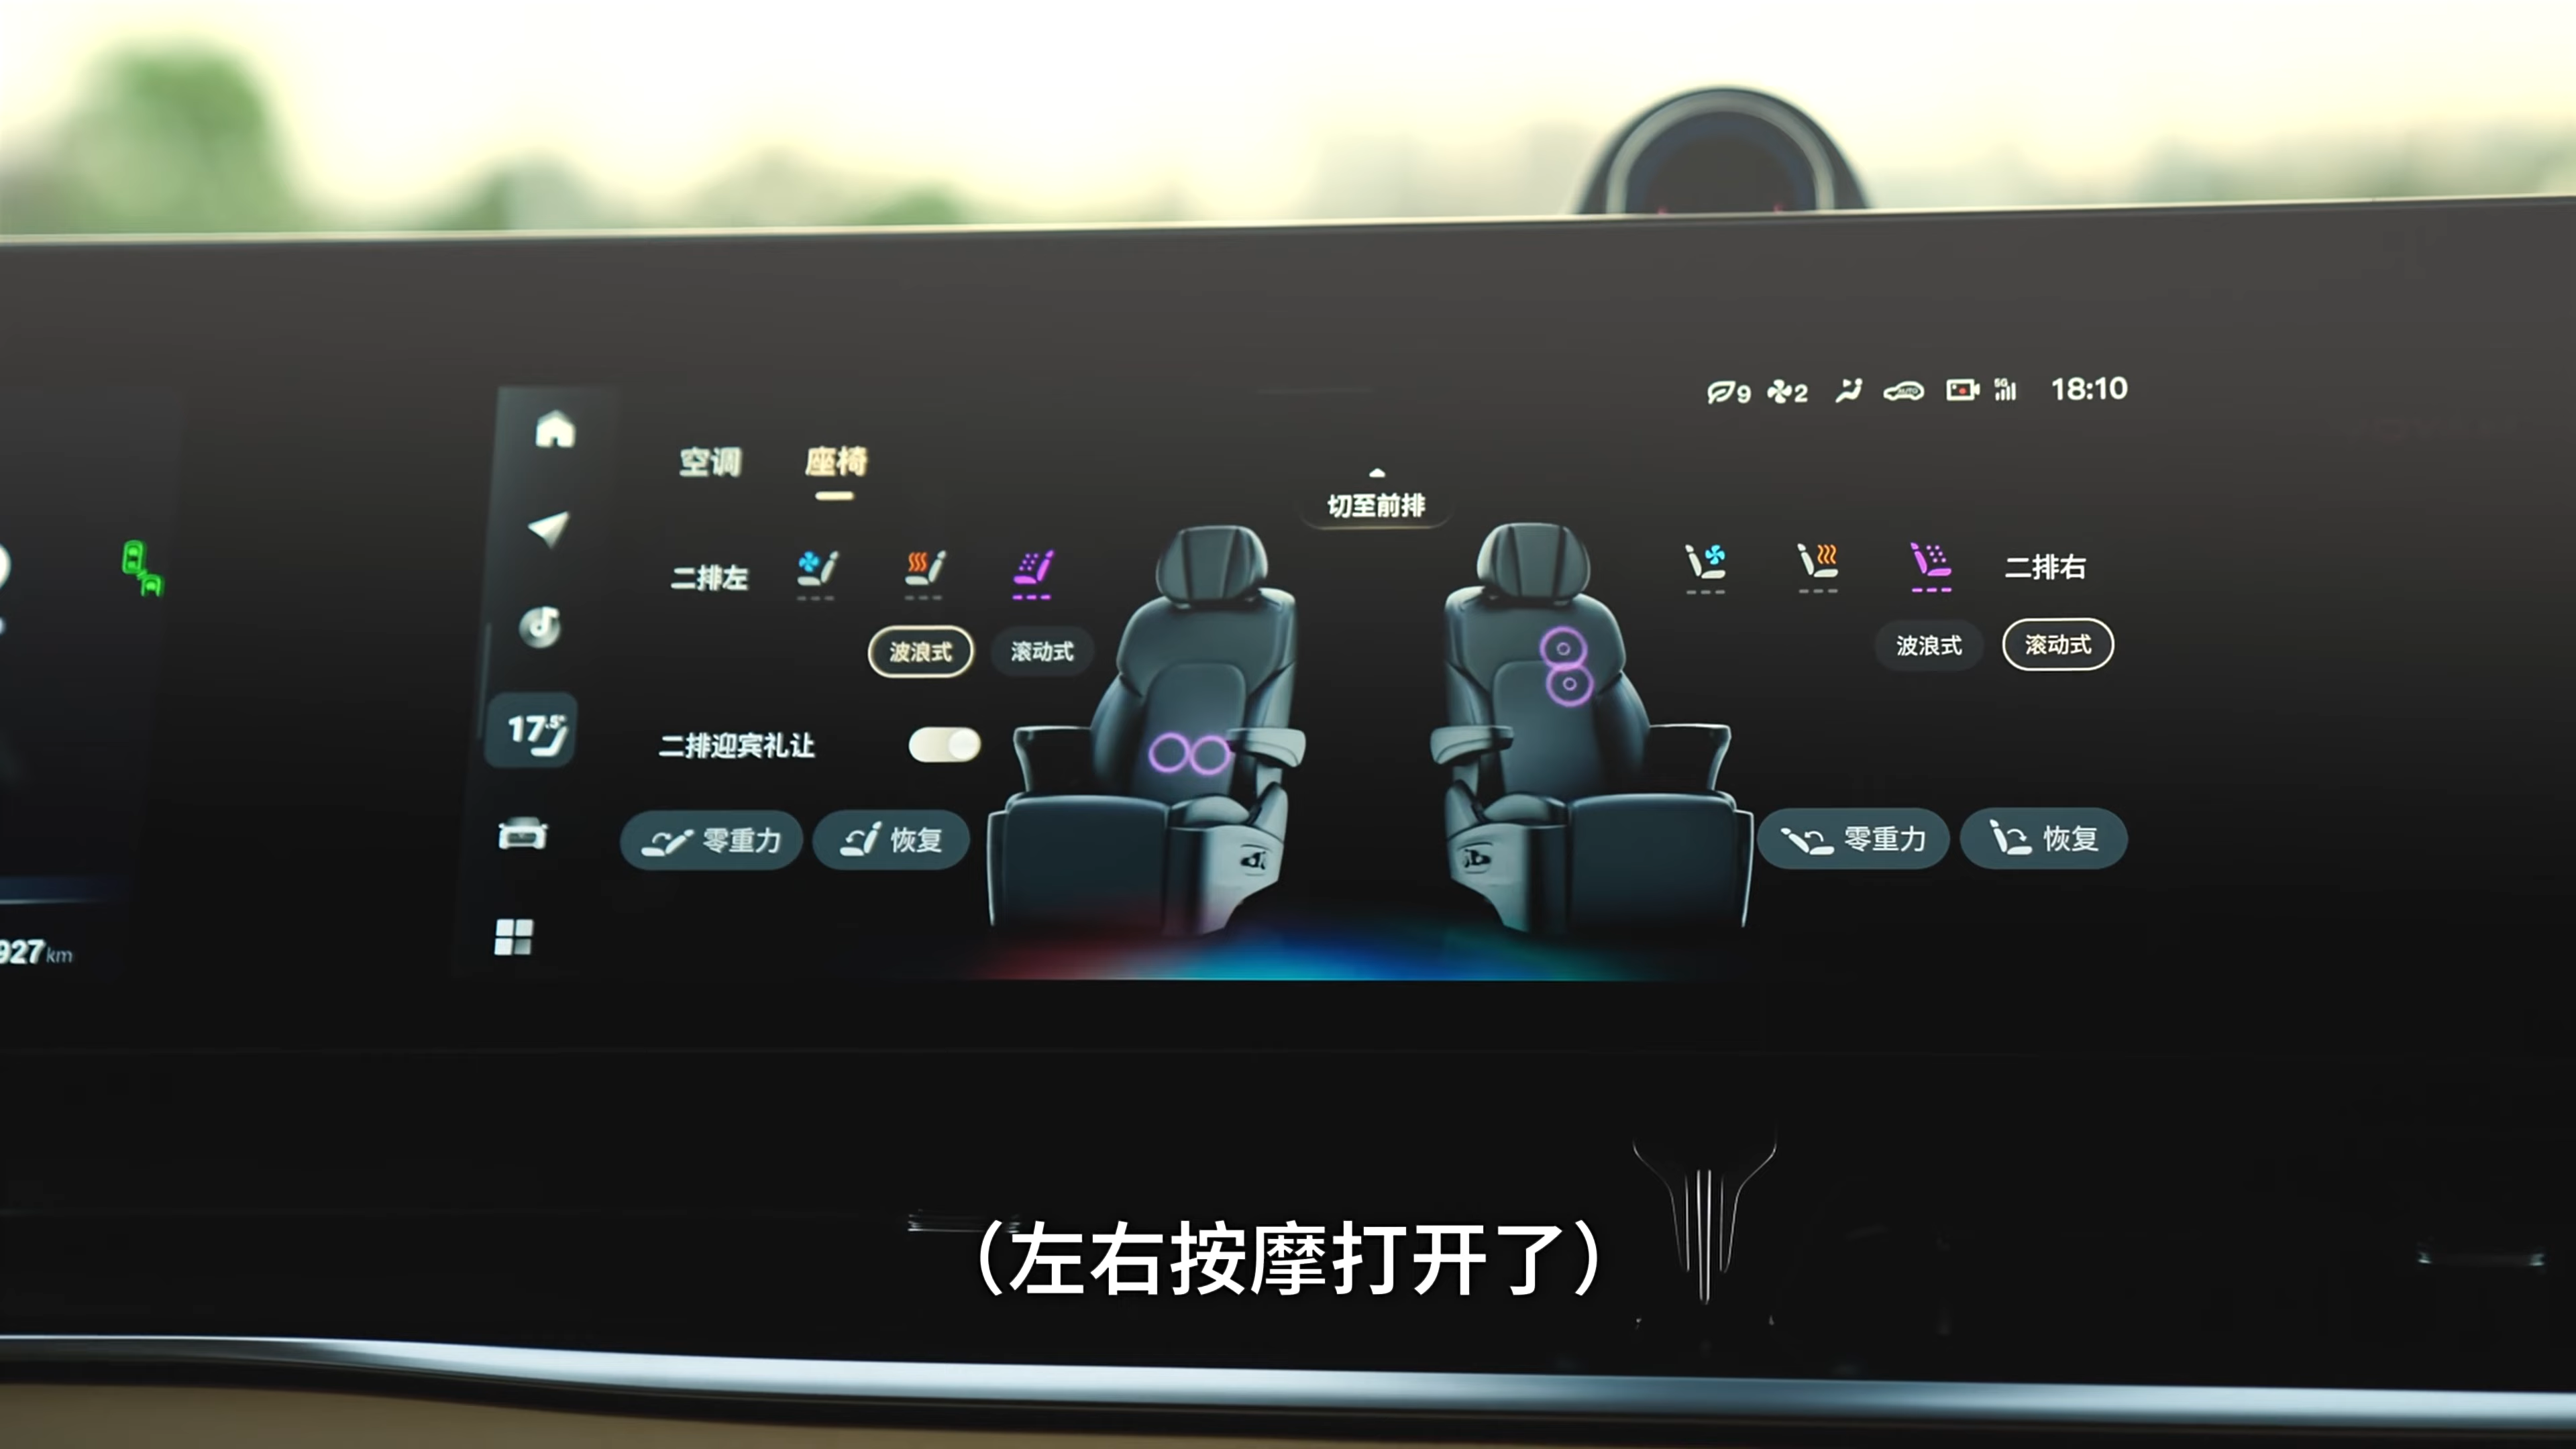 9 2 5G 18:10
空调 座椅
切至前排
二排左
二排右
波浪式 滚动式
波浪式 滚动式
17.5°
二排迎宾礼让
零重力 恢复
零重力 恢复
927km
(左右按摩打开了)